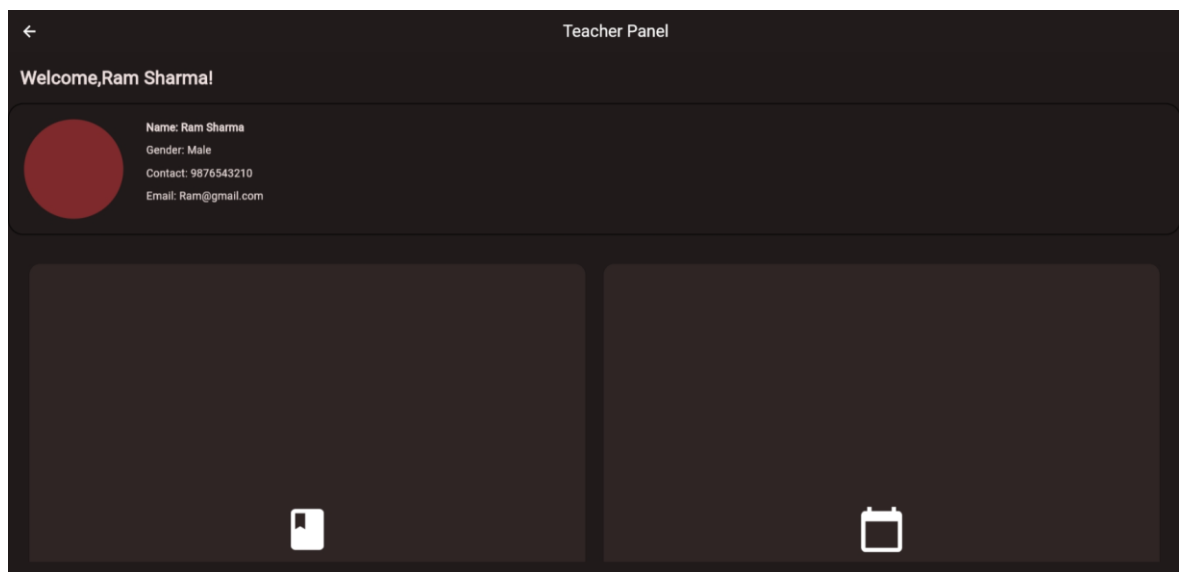 Teacher Panel
Welcome,Ram Sharma!
Name: Ram Sharma
Gender: Male
Contact: 9876543210
Email: Ram@gmail.com